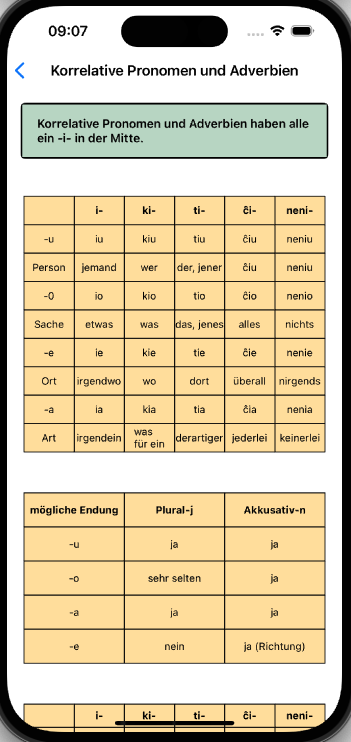 09:07
Korrelative Pronomen und Adverbien
Korrelative Pronomen und Adverbien haben alle
ein -i- in der Mitte.
i- ki- ti- ĉi- neni-
-u iu kiu tiu ĉiu neniu
Person jemand wer der, jener ĉiu neniu
-0 io kio tio ĉio nenio
Sache etwas was das, jenes alles nichts
-e ie kie tie ĉie nenie
Ort irgendwo wo dort überall nirgends
-a ia kia tia ĉia nenia
Art irgendein was für ein derartiger jederlei keinerlei
mögliche Endung Plural-j Akkusativ-n
-u ja ja
-o sehr selten ja
-a ja ja
-e nein ja (Richtung)
i- ki- ti- ĉi- neni-